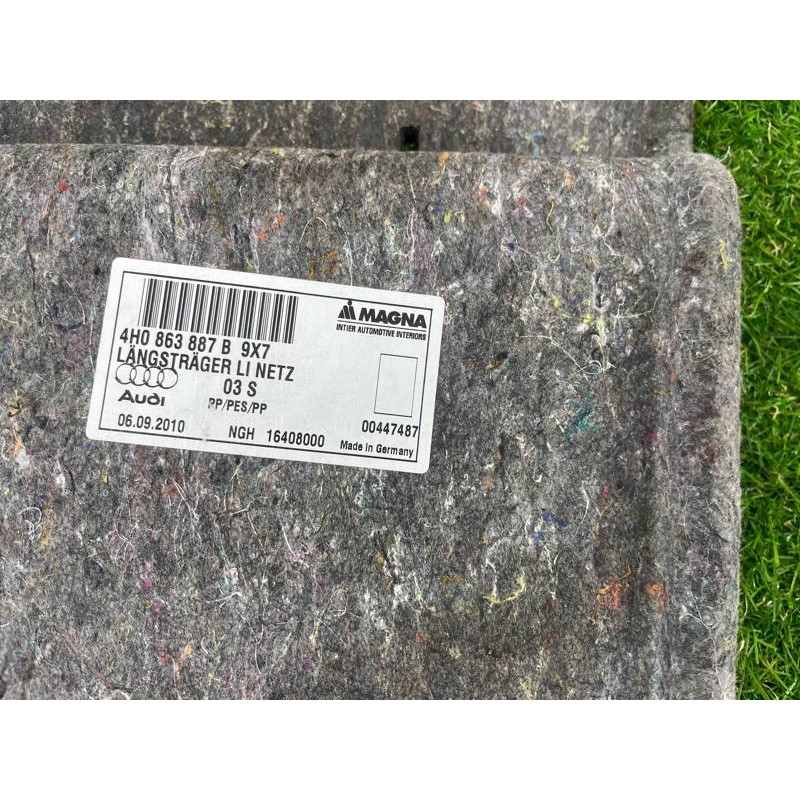 MAGNA
INTIER AUTOMOTIVE INTERIORS
4H0 863 887 B 9X7
LÄNGSTRÄGER LI NETZ
03 S
Audi
PP/PES/PP
00447487
06.09.2010 NGH 16408000 Made in Germany